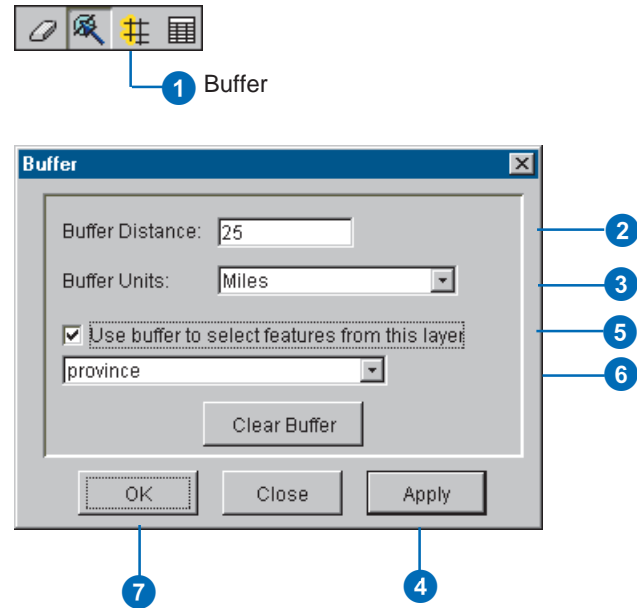 1 Buffer
Buffer
Buffer Distance: 25
2
Buffer Units: Miles
3
Use buffer to select features from this layer
5
province
6
Clear Buffer
OK Close Apply
7 4